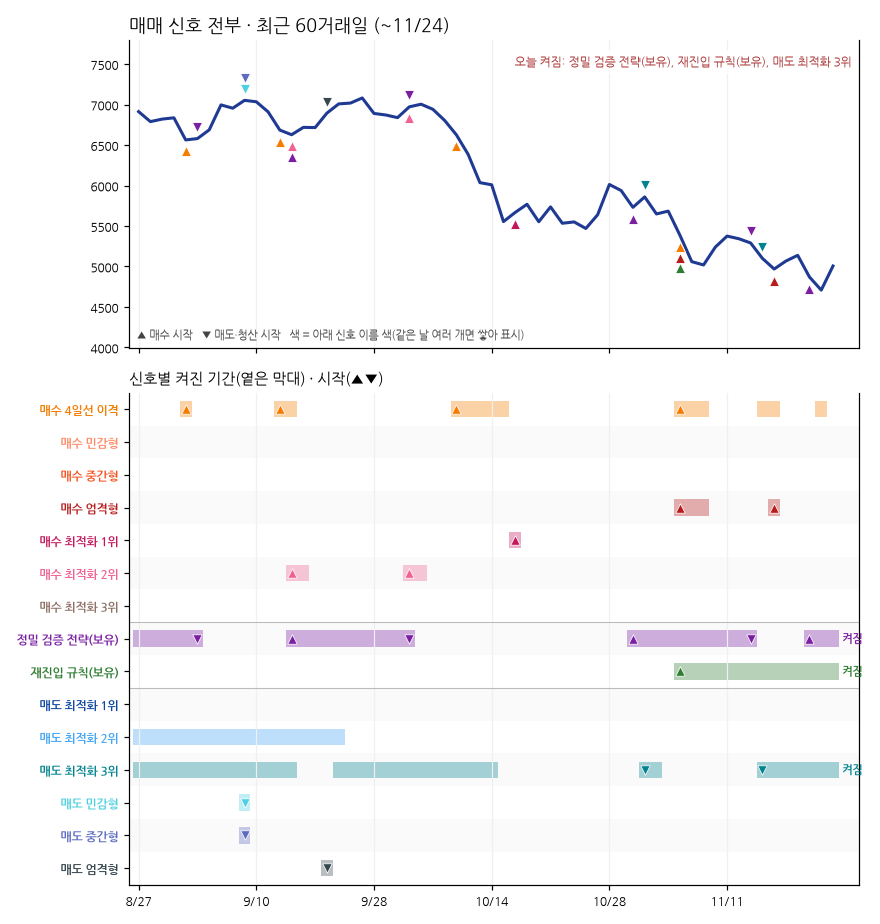 매매 신호 전부 · 최근 60거래일 (~11/24)
오늘 켜짐: 정밀 검증 전략(보유), 재진입 규칙(보유), 매도 최적화 3위
7500
7000
6500
6000
5500
5000
4500
4000
▲ 매수 시작 ▼ 매도·청산 시작 색 = 아래 신호 이름 색(같은 날 여러 개면 쌓아 표시)
신호별 켜진 기간(옅은 막대) · 시작(▲▼)
매수 4일선 이격
매수 민감형
매수 중간형
매수 엄격형
매수 최적화 1위
매수 최적화 2위
매수 최적화 3위
정밀 검증 전략(보유) 켜짐
재진입 규칙(보유) 켜짐
매도 최적화 1위
매도 최적화 2위
매도 최적화 3위 켜짐
매도 민감형
매도 중간형
매도 엄격형
8/27 9/10 9/28 10/14 10/28 11/11